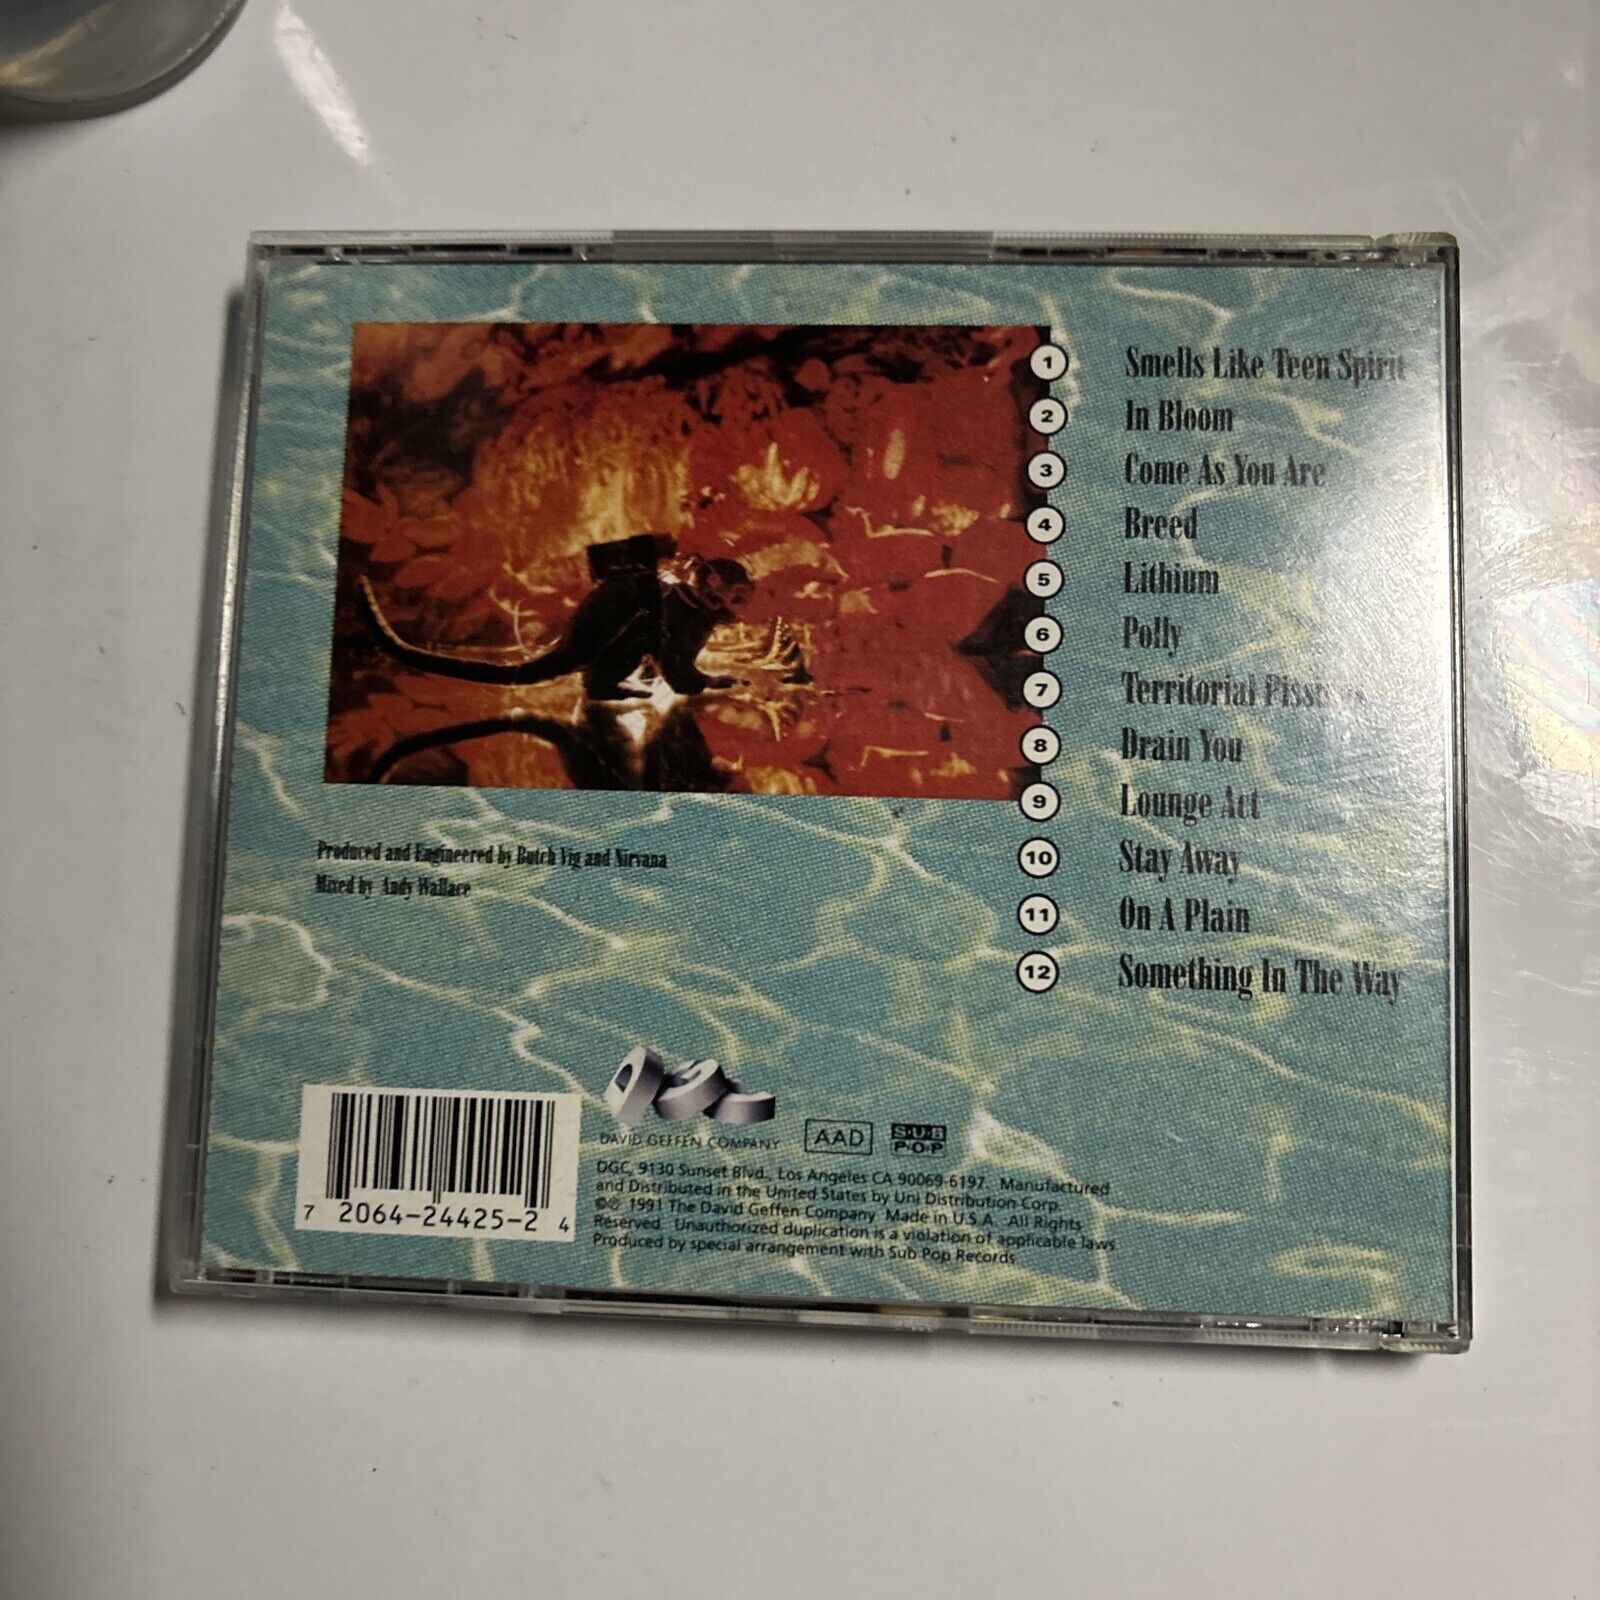 1 Smells Like Teen Spirit
2 In Bloom
3 Come As You Are
4 Breed
5 Lithium
6 Polly
7 Territorial Pissings
8 Drain You
9 Lounge Act
10 Stay Away
11 On A Plain
12 Something In The Way
Produced and Engineered by Butch Vig and Nirvana
Mixed by Andy Wallace
DGC
DAVID GEFFEN COMPANY
AAD
SUB
POP
DGC, 9130 Sunset Blvd., Los Angeles CA 90069-6197. Manufactured
and Distributed in the United States by Uni Distribution Corp.
©℗ 1991 The David Geffen Company Made in U.S.A. All Rights
Reserved. Unauthorized duplication is a violation of applicable laws.
Produced by special arrangement with Sub Pop Records
7 2064-24425-2 4